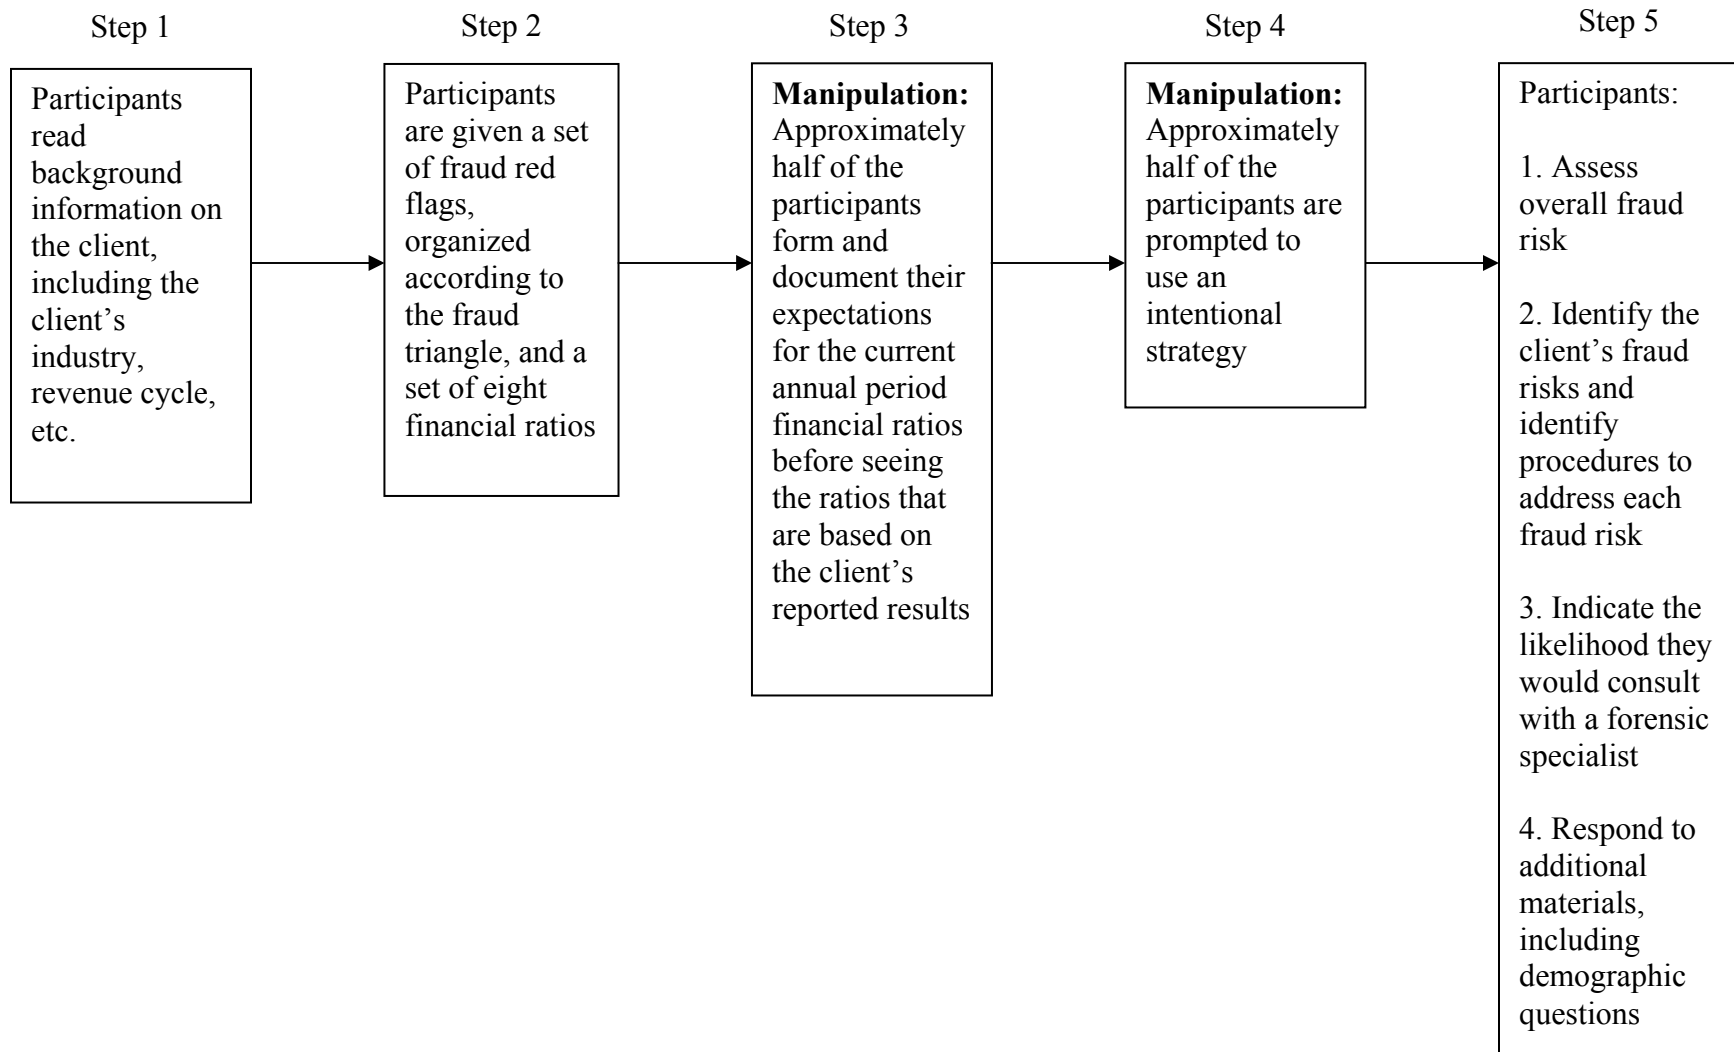 Step 1
Participants
read
background
information on
the client,
including the
client’s
industry,
revenue cycle,
etc.
Step 2
Participants
are given a set
of fraud red
flags,
organized
according to
the fraud
triangle, and a
set of eight
financial ratios
Step 3
Manipulation:
Approximately
half of the
participants
form and
document their
expectations
for the current
annual period
financial ratios
before seeing
the ratios that
are based on
the client’s
reported results
Step 4
Manipulation:
Approximately
half of the
participants are
prompted to
use an
intentional
strategy
Step 5
Participants:
1. Assess
overall fraud
risk
2. Identify the
client’s fraud
risks and
identify
procedures to
address each
fraud risk
3. Indicate the
likelihood they
would consult
with a forensic
specialist
4. Respond to
additional
materials,
including
demographic
questions